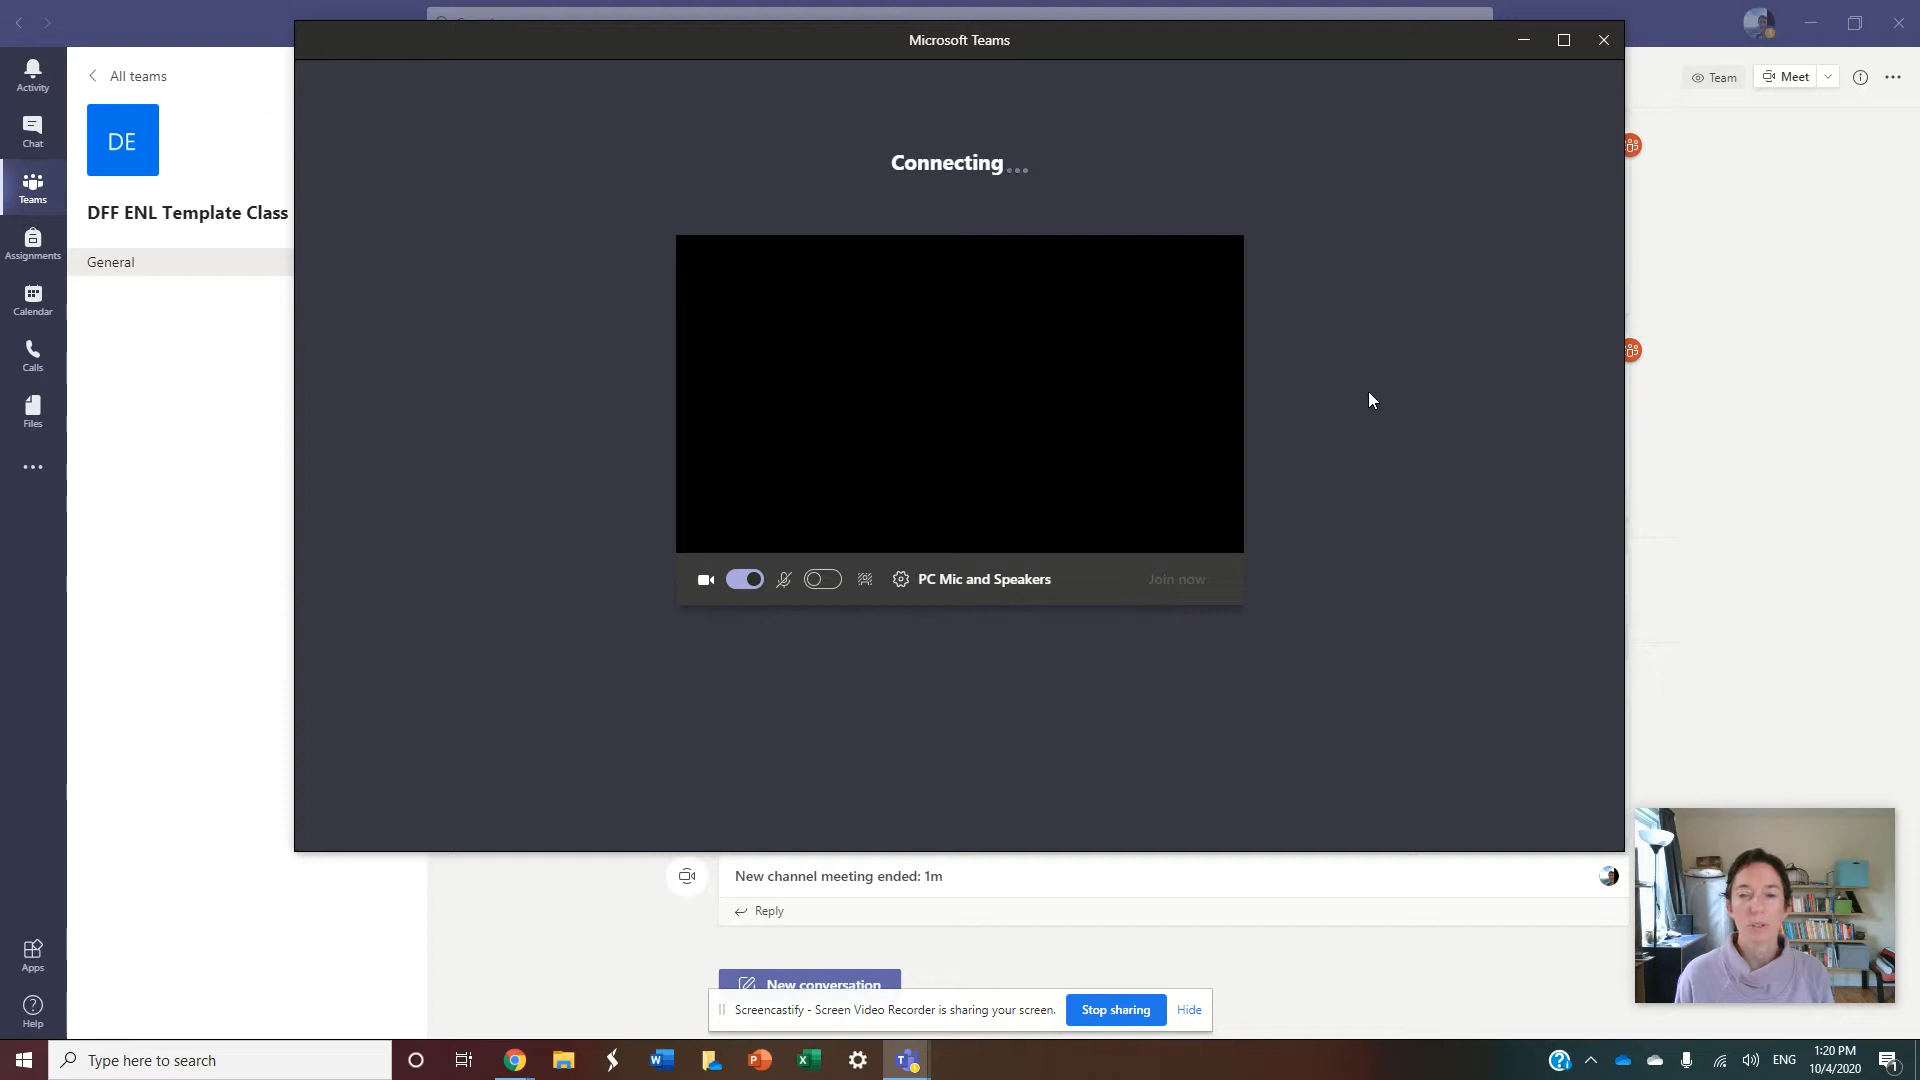 Microsoft Teams
Activity
Chat
Teams
Assignments
Calendar
Calls
Files
Apps
Help
All teams
DE
DFF ENL Template Class
General
Team
Meet
Connecting...
PC Mic and Speakers
Join now
New channel meeting ended: 1m
Reply
New conversation
Screencastify - Screen Video Recorder is sharing your screen.
Stop sharing
Hide
Type here to search
ENG
1:20 PM
10/4/2020
1